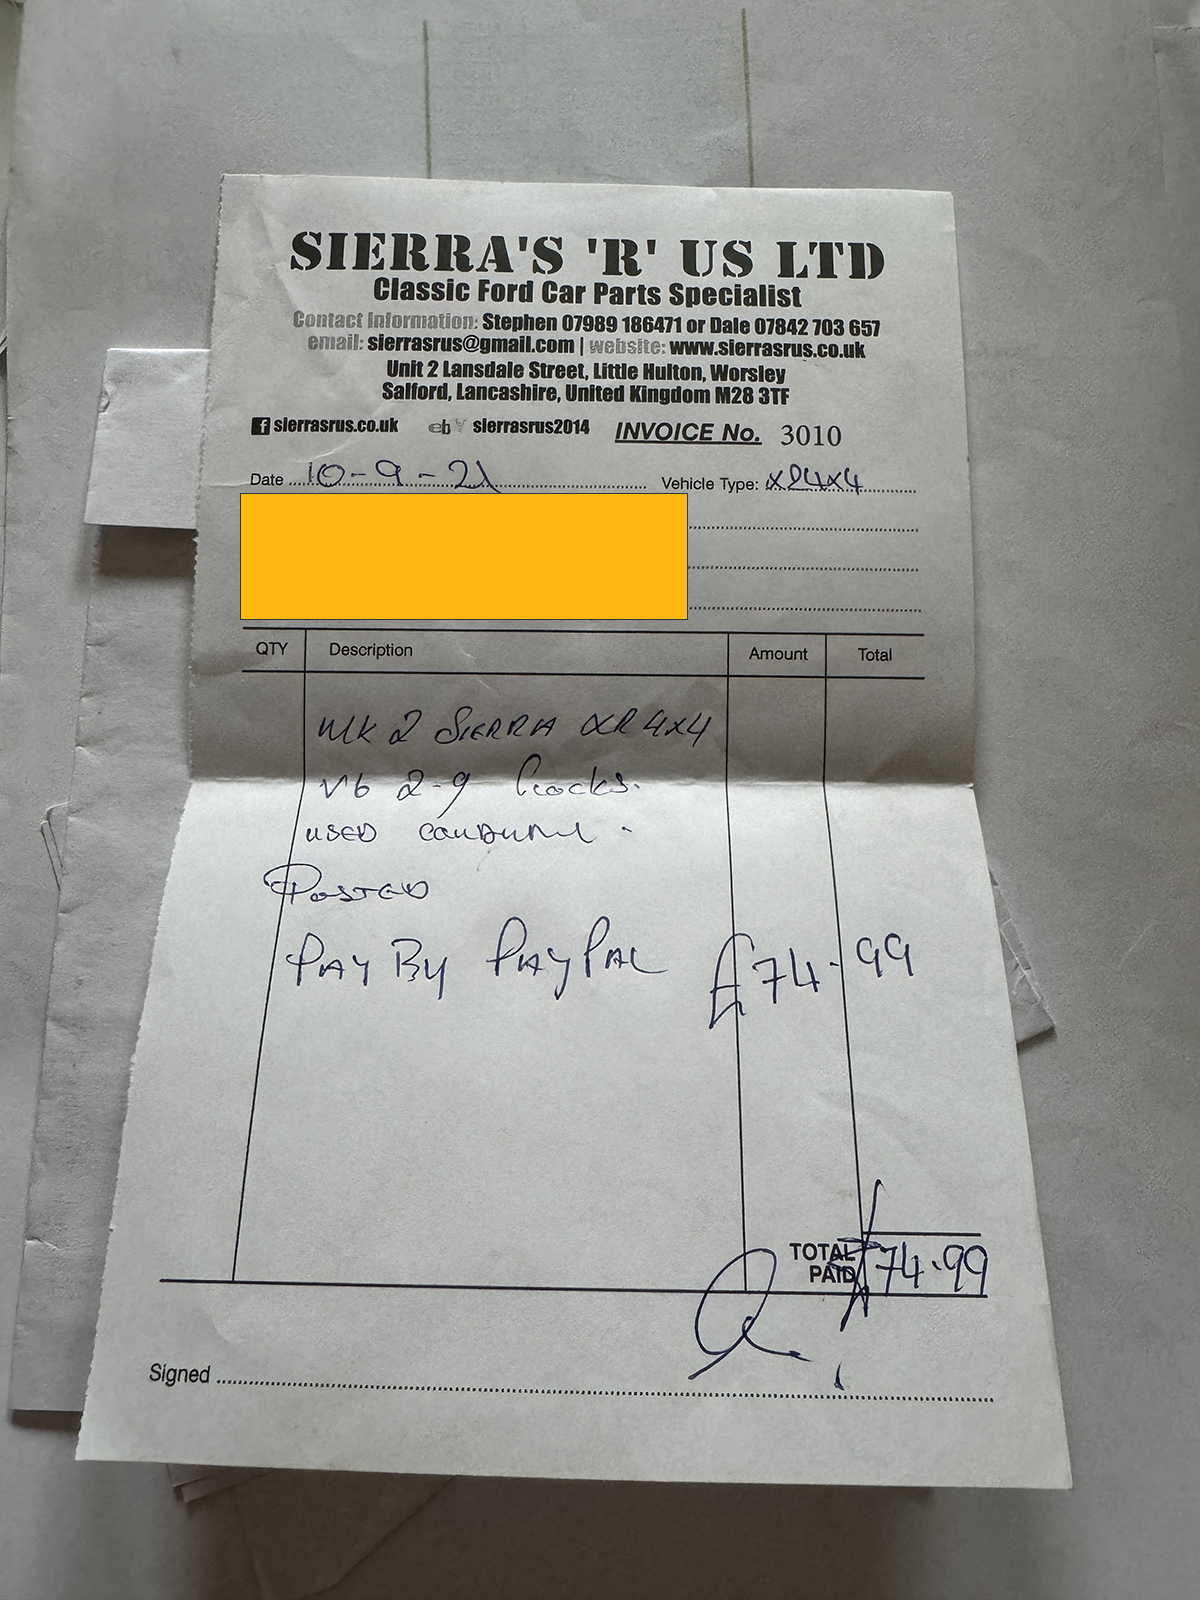 SIERRA'S 'R' US LTD
Classic Ford Car Parts Specialist
Contact Information: Stephen 07989 186471 or Dale 07842 703 657
email: sierrasrus@gmail.com | website: www.sierrasrus.co.uk
Unit 2 Lansdale Street, Little Hulton, Worsley
Salford, Lancashire, United Kingdom M28 3TF
sierrasrus.co.uk eby sierrasrus2014 INVOICE No. 3010
Date 10-9-21 Vehicle Type: XR4x4
QTY Description Amount Total
MK 2 SIERRA XR4x4
V6 2-9
USED
POSTED
PAY BY PAYPAL £74.99
TOTAL PAID £74.99
Signed